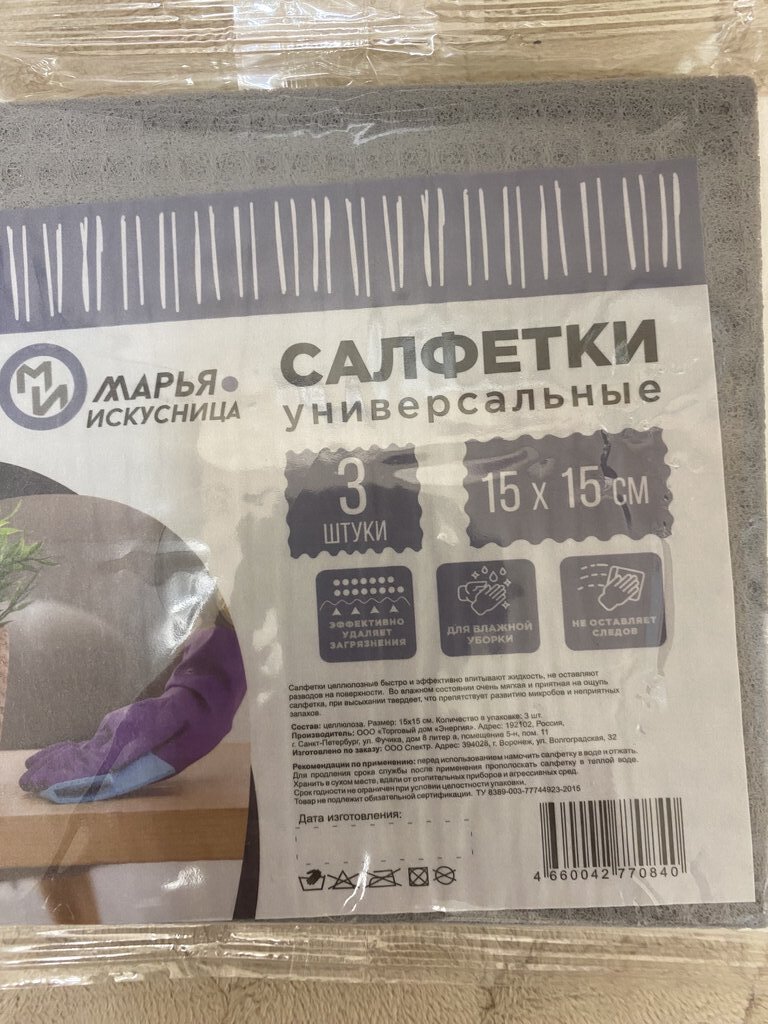 МИ
МАРЬЯ
ИСКУСНИЦА
САЛФЕТКИ
универсальные
3
ШТУКИ
15 x 15 см
ЭФФЕКТИВНО
УДАЛЯЕТ
ЗАГРЯЗНЕНИЯ
ДЛЯ ВЛАЖНОЙ
УБОРКИ
НЕ ОСТАВЛЯЕТ
СЛЕДОВ
Салфетки целлюлозные быстро и эффективно впитывают жидкость, не оставляют
разводов на поверхности. Во влажном состоянии очень мягкая и приятная на ощупь
салфетка, при высыхании твердеет, что препятствует развитию микробов и неприятных
запахов.
Состав: целлюлоза. Размер: 15х15 см. Количество в упаковке: 3 шт.
Производитель: ООО «Торговый дом «Энергия». Адрес: 192102, Россия,
г. Санкт-Петербург, ул. Фучика, дом 8 литер а, помещение 5-н, пом. 11
Изготовлено по заказу: ООО Спектр. Адрес: 394028, г. Воронеж, ул. Волгоградская, 32
Рекомендации по применению: перед использованием намочить салфетку в воде и отжать.
Для продления срока службы после применения прополоскать салфетку в теплой воде.
Хранить в сухом месте, вдали от отопительных приборов и агрессивных сред.
Срок годности не ограничен при условии целостности упаковки.
Товар не подлежит обязательной сертификации. ТУ 8389-003-77744923-2015
Дата изготовления:
4 660042 770840